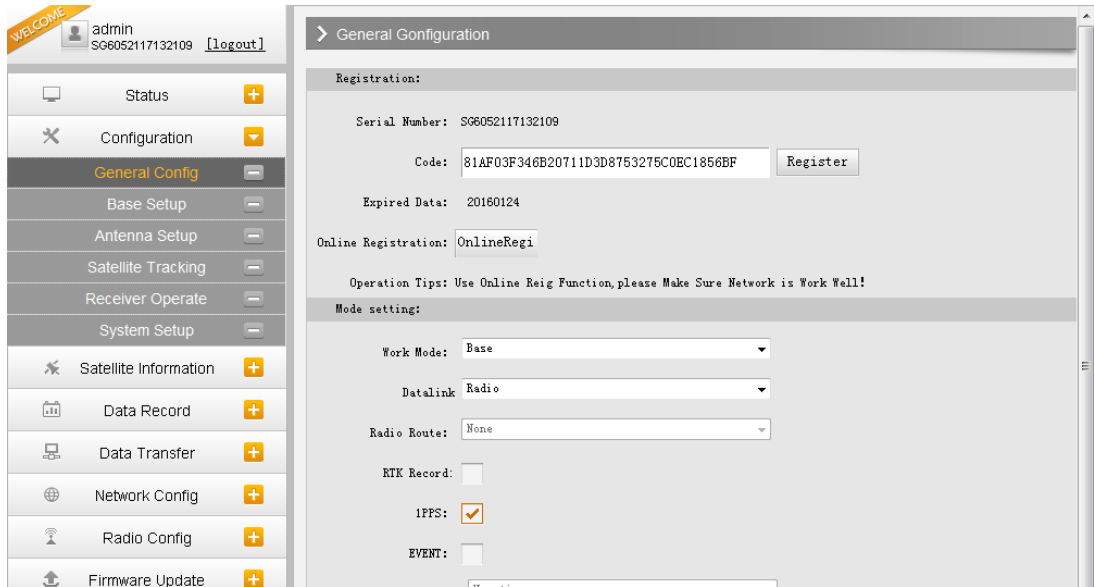 WELCOME
admin
SG6052117132109 [logout]
Status
Configuration
General Config
Base Setup
Antenna Setup
Satellite Tracking
Receiver Operate
System Setup
Satellite Information
Data Record
Data Transfer
Network Config
Radio Config
Firmware Update
General Gonfiguration
Registration:
Serial Number: SG6052117132109
Code: 81AF03F346B20711D3D8753275C0EC1856BF Register
Expired Data: 20160124
Online Registration: OnlineRegi
Operation Tips: Use Online Reig Function,please Make Sure Network is Work Well!
Mode setting:
Work Mode: Base
Datalink Radio
Radio Route: None
RTK Record:
1PPS:
EVENT: